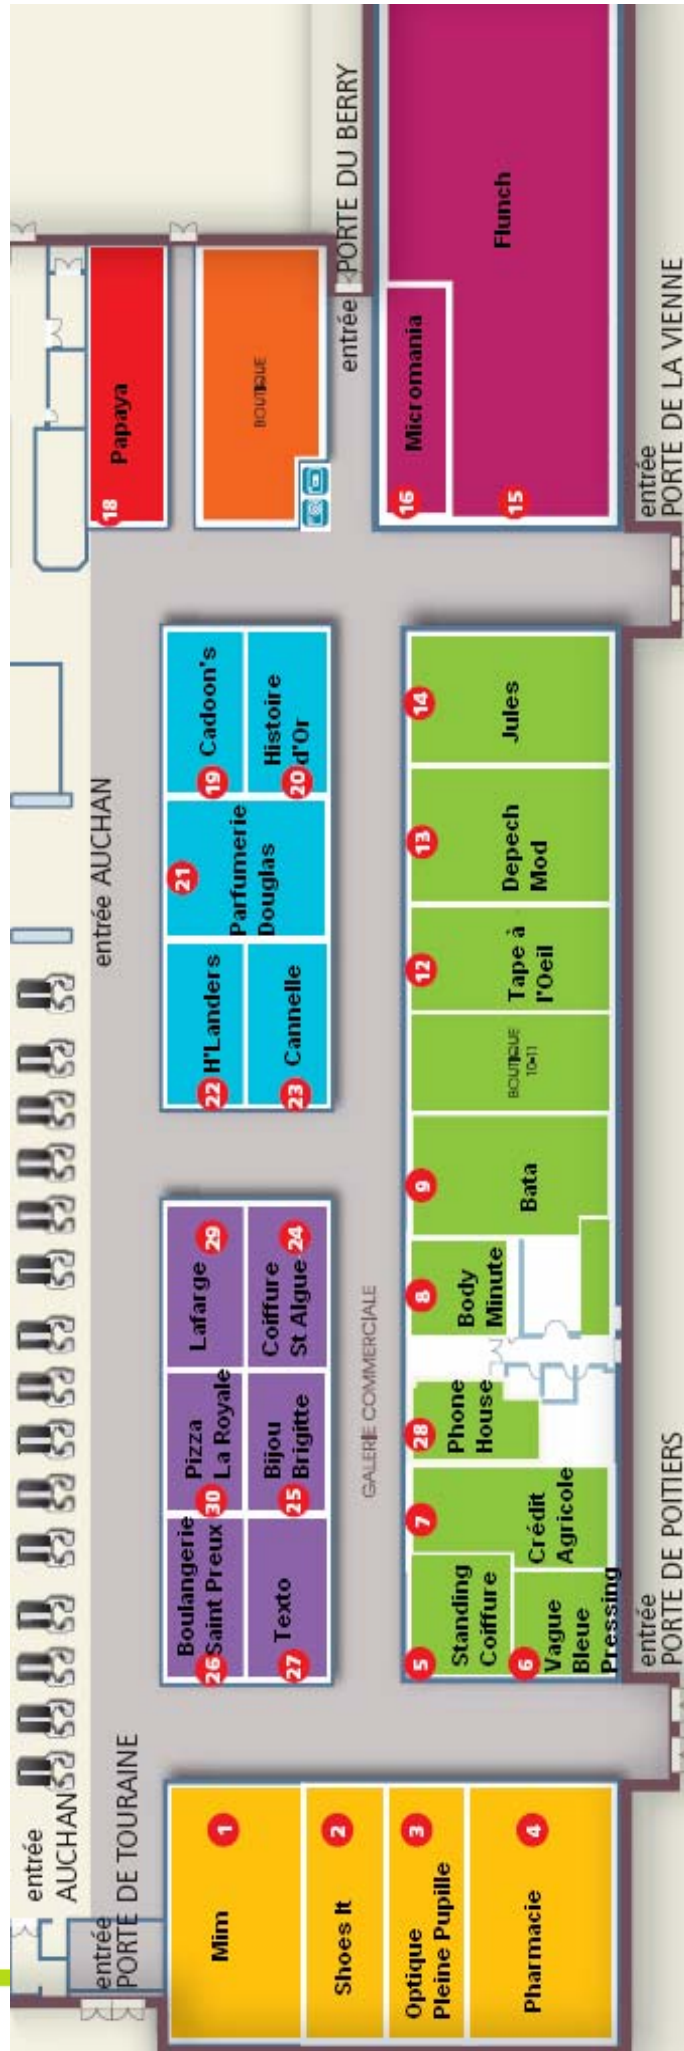 entrée
AUCHAN
entrée
PORTE DE TOURAINE
entrée AUCHAN
entrée PORTE DU BERRY
entrée
PORTE DE LA VIENNE
entrée
PORTE DE POITIERS
GALERIE COMMERCIALE
1
Mim
2
Shoes It
3
Optique
Pleine Pupille
4
Pharmacie
26
Boulangerie
Saint Preux
30
Pizza
La Royale
29
Lafarge
27
Texto
25
Bijou
Brigitte
24
Coiffure
St Algue
22
H'Landers
23
Cannelle
21
Parfumerie
Douglas
19
Cadoon's
20
Histoire
d'Or
18
Papaya
BOUTIQUE
16
Micromania
15
Flunch
5
Standing
Coiffure
6
Vague
Bleue
Pressing
7
Crédit
Agricole
28
Phone
House
8
Body
Minute
9
Bata
BOUTIQUE
10-11
12
Tape à
l'Oeil
13
Depech
Mod
14
Jules